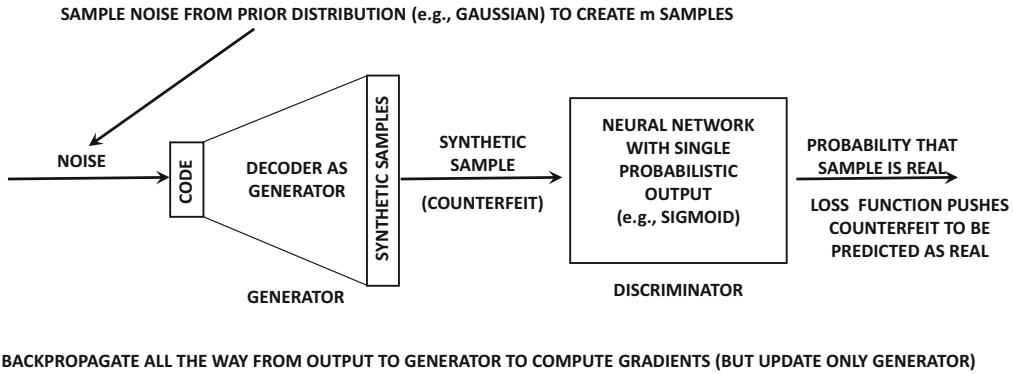 SAMPLE NOISE FROM PRIOR DISTRIBUTION (e.g., GAUSSIAN) TO CREATE m SAMPLES
NOISE
CODE
DECODER AS
GENERATOR
SYNTHETIC SAMPLES
GENERATOR
SYNTHETIC
SAMPLE
(COUNTERFEIT)
NEURAL NETWORK
WITH SINGLE
PROBABILISTIC
OUTPUT
(e.g., SIGMOID)
DISCRIMINATOR
PROBABILITY THAT
SAMPLE IS REAL
LOSS FUNCTION PUSHES
COUNTERFEIT TO BE
PREDICTED AS REAL
BACKPROPAGATE ALL THE WAY FROM OUTPUT TO GENERATOR TO COMPUTE GRADIENTS (BUT UPDATE ONLY GENERATOR)